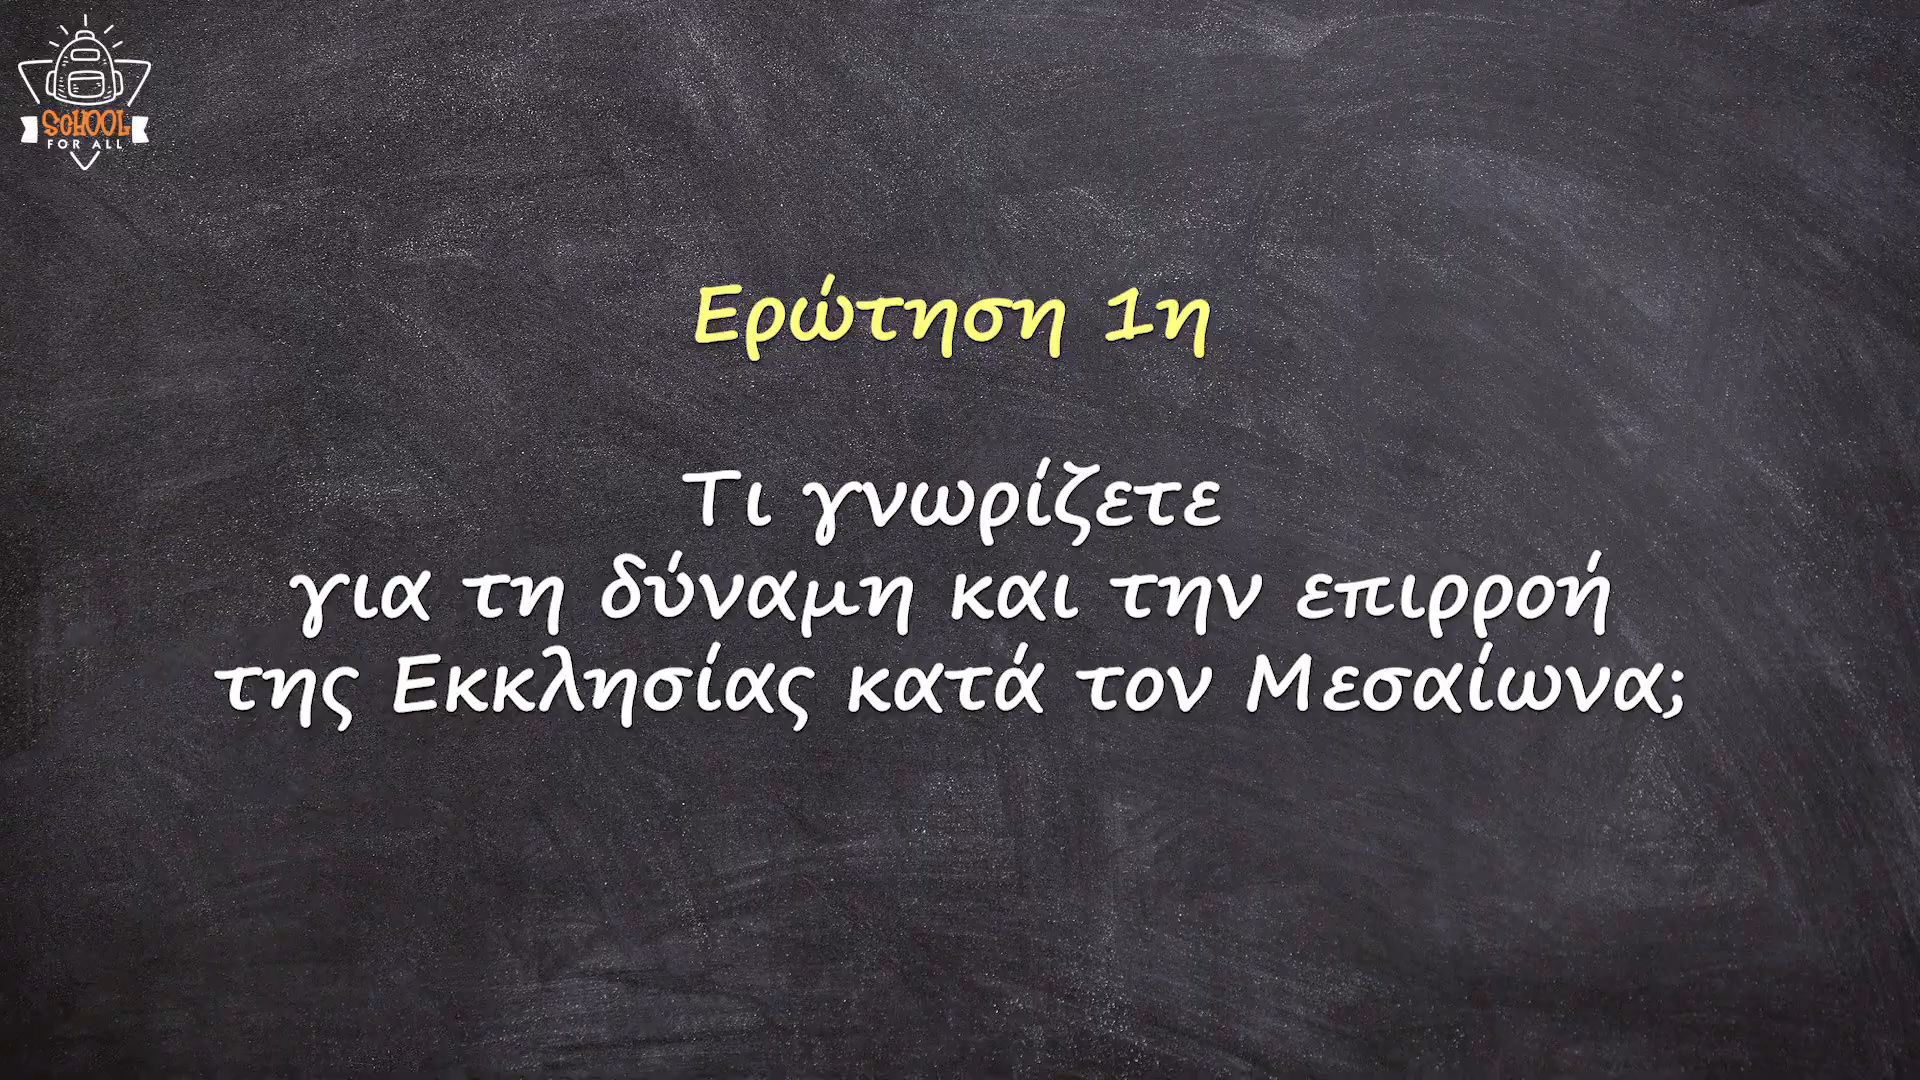 SCHOOL
FOR ALL
Ερώτηση 1η
Τι γνωρίζετε
για τη δύναμη και την επιρροή
της Εκκλησίας κατά τον Μεσαίωνα;